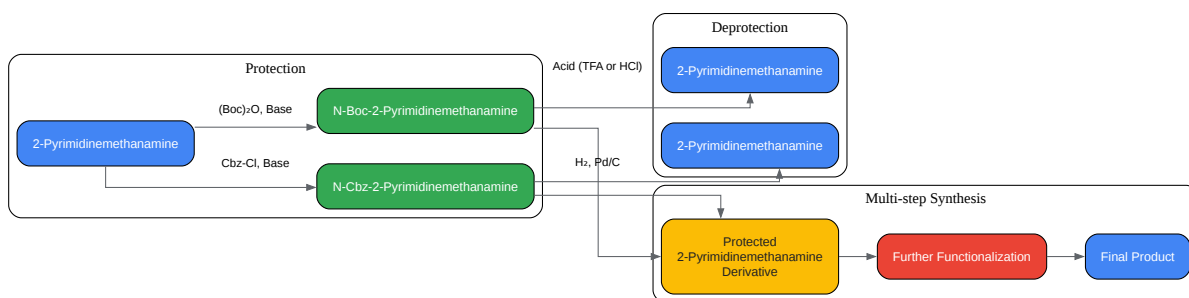 Deprotection
Protection
Acid (TFA or HCl)
2-Pyrimidinemethanamine
(Boc)₂O, Base
N-Boc-2-Pyrimidinemethanamine
2-Pyrimidinemethanamine
2-Pyrimidinemethanamine
Cbz-Cl, Base
H₂, Pd/C
N-Cbz-2-Pyrimidinemethanamine
Multi-step Synthesis
Protected
2-Pyrimidinemethanamine
Derivative
Further Functionalization
Final Product